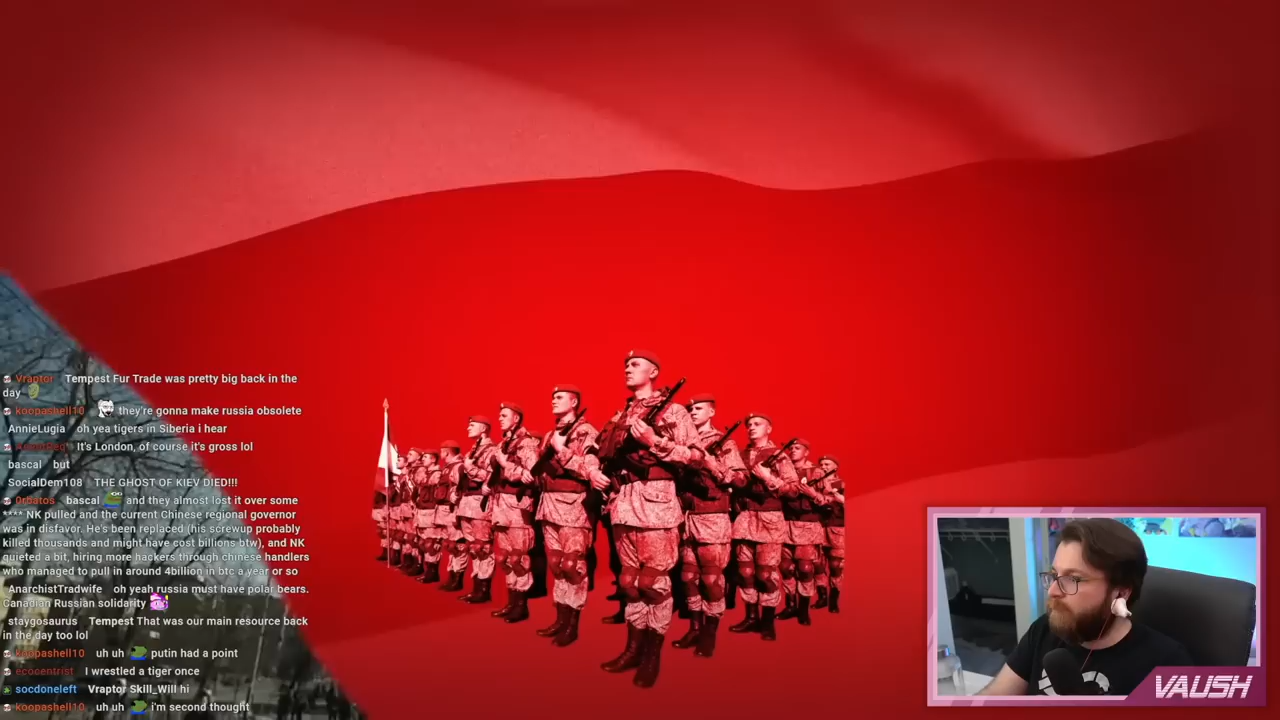 Vraptor Tempest Fur Trade was pretty big back in the
day
koopashell10 they're gonna make russia obsolete
AnnieLugia oh yea tigers in Siberia i hear
It's London, of course it's gross lol
bascal but
SocialDem108 THE GHOST OF KIEV DIED!!!
0rbatos bascal and they almost lost it over some
**** NK pulled and the current Chinese regional governor
was in disfavor. He's been replaced (his screwup probably
killed thousands and might have cost billions btw), and NK
quieted a bit, hiring more hackers through chinese handlers
who managed to pull in around 4billion in btc a year or so
AnarchistTradwife oh yeah russia must have polar bears.
Canadian Russian solidarity
staygosaurus Tempest That was our main resource back
in the day too lol
koopashell10 uh uh putin had a point
ecocentrist I wrestled a tiger once
socdoneleft Vraptor Skill_Will hi
koopashell10 uh uh i'm second thought
VAUSH